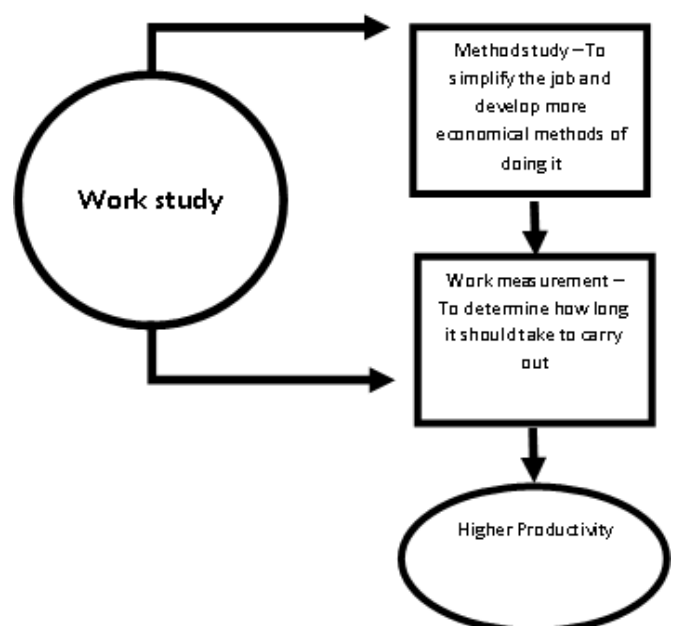 Work study
Method study – To
simplify the job and
develop more
economical methods of
doing it
Work measurement –
To determine how long
it should take to carry
out
Higher Productivity